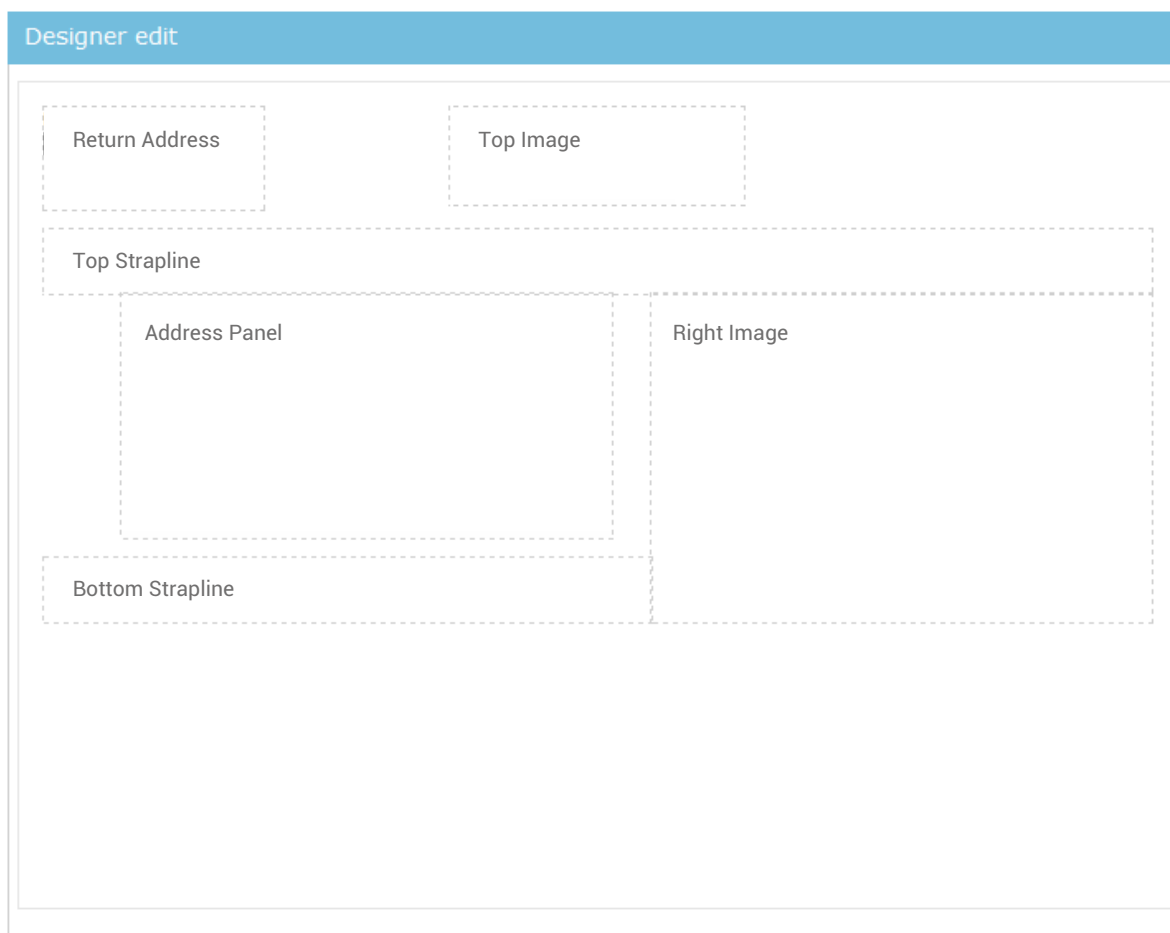 Designer edit
Return Address
Top Image
Top Strapline
Address Panel
Right Image
Bottom Strapline